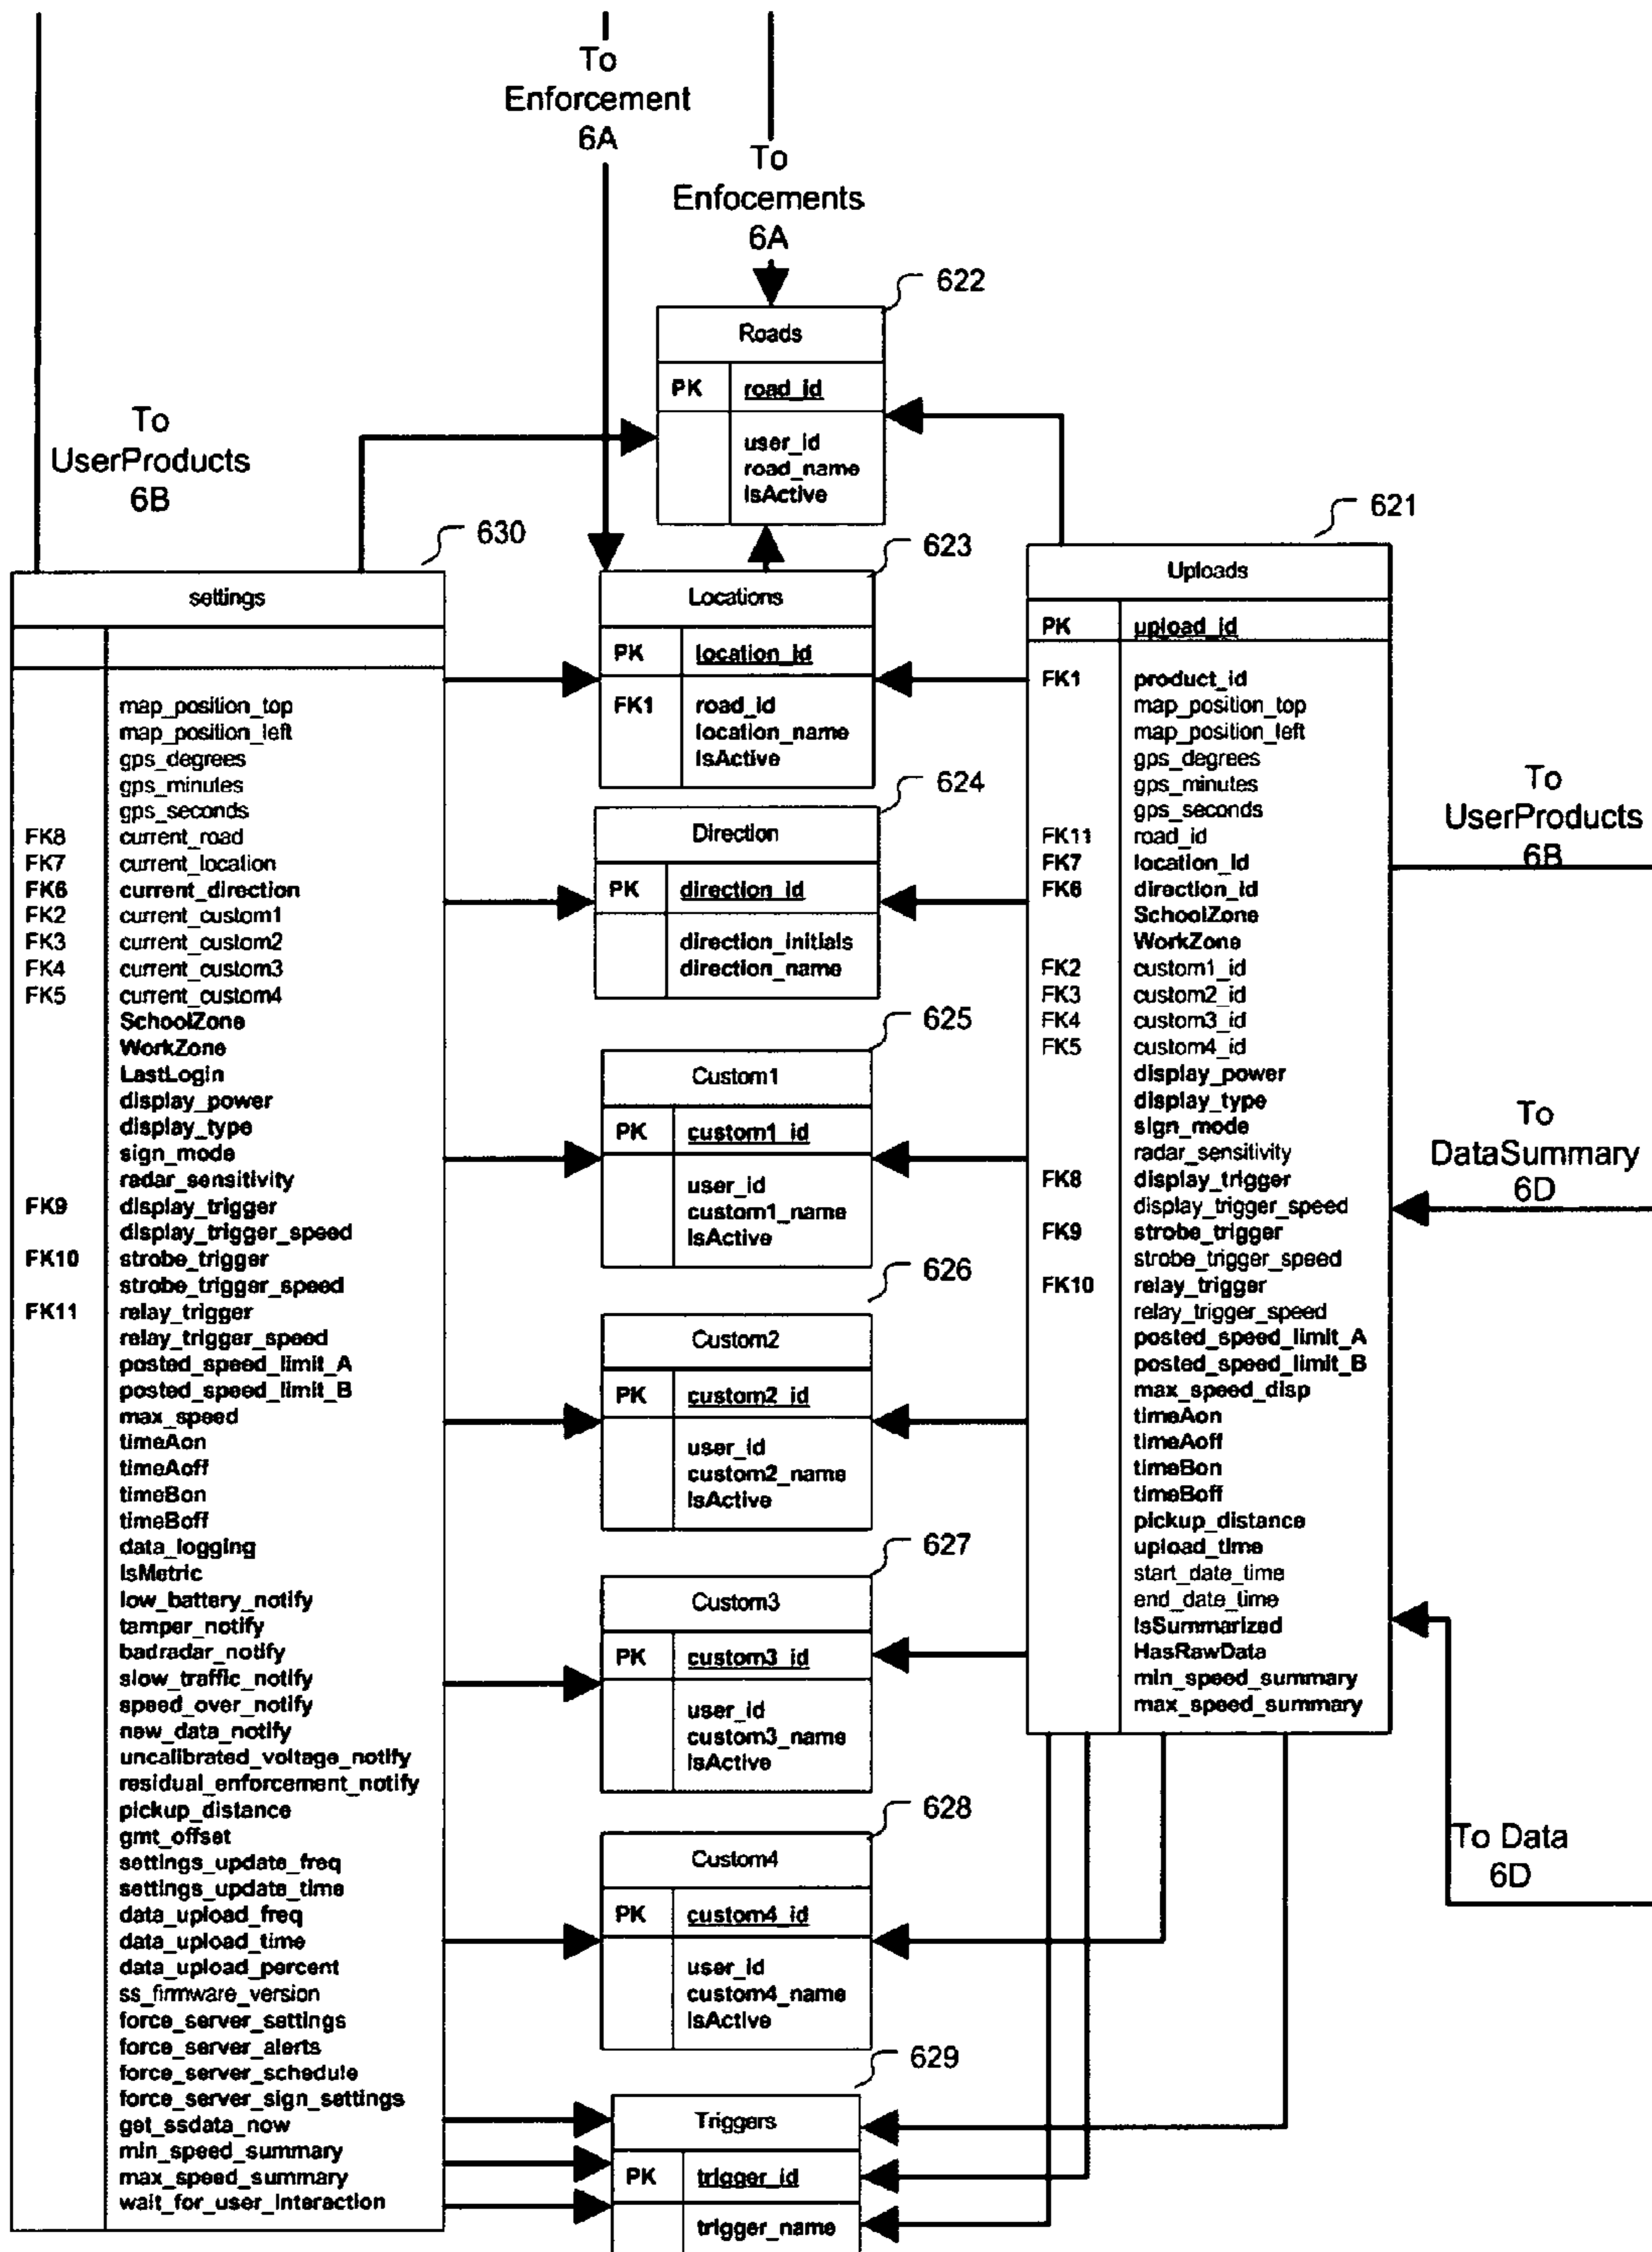 To
Enforcement
6A
To
Enfocements
6A
622
Roads
PK road_id
user_id
road_name
IsActive
To
UserProducts
6B
630
settings
map_position_top
map_position_left
gps_degrees
gps_minutes
gps_seconds
FK8 current_road
FK7 current_location
FK6 current_direction
FK2 current_custom1
FK3 current_custom2
FK4 current_custom3
FK5 current_custom4
SchoolZone
WorkZone
LastLogin
display_power
display_type
sign_mode
radar_sensitivity
FK9 display_trigger
display_trigger_speed
FK10 strobe_trigger
strobe_trigger_speed
FK11 relay_trigger
relay_trigger_speed
posted_speed_limit_A
posted_speed_limit_B
max_speed
timeAon
timeAoff
timeBon
timeBoff
data_logging
IsMetric
low_battery_notify
tamper_notify
badradar_notify
slow_traffic_notify
speed_over_notify
new_data_notify
uncalibrated_voltage_notify
residual_enforcement_notify
pickup_distance
gmt_offset
settings_update_freq
settings_update_time
data_upload_freq
data_upload_time
data_upload_percent
ss_firmware_version
force_server_settings
force_server_alerts
force_server_schedule
force_server_sign_settings
get_ssdata_now
min_speed_summary
max_speed_summary
wait_for_user_interaction
623
Locations
PK location_id
FK1 road_id
location_name
IsActive
624
Direction
PK direction_id
direction_initials
direction_name
625
Custom1
PK custom1_id
user_id
custom1_name
IsActive
626
Custom2
PK custom2_id
user_id
custom2_name
IsActive
627
Custom3
PK custom3_id
user_id
custom3_name
IsActive
628
Custom4
PK custom4_id
user_id
custom4_name
IsActive
629
Triggers
PK trigger_id
trigger_name
621
Uploads
PK upload_id
FK1 product_id
map_position_top
map_position_left
gps_degrees
gps_minutes
gps_seconds
FK11 road_id
FK7 location_id
FK6 direction_id
SchoolZone
WorkZone
FK2 custom1_id
FK3 custom2_id
FK4 custom3_id
FK5 custom4_id
display_power
display_type
sign_mode
radar_sensitivity
FK8 display_trigger
display_trigger_speed
FK9 strobe_trigger
strobe_trigger_speed
FK10 relay_trigger
relay_trigger_speed
posted_speed_limit_A
posted_speed_limit_B
max_speed_disp
timeAon
timeAoff
timeBon
timeBoff
pickup_distance
upload_time
start_date_time
end_date_time
IsSummarized
HasRawData
min_speed_summary
max_speed_summary
To
UserProducts
6B
To
DataSummary
6D
To Data
6D